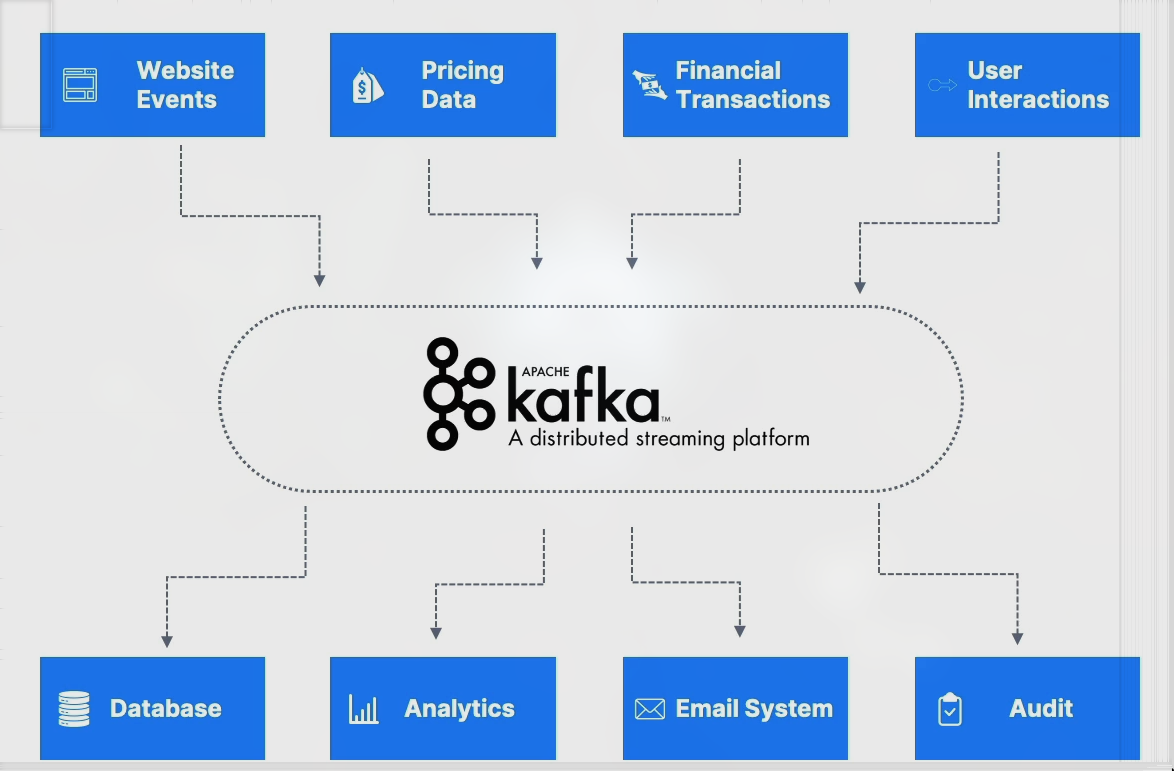 Website
Events
Pricing
Data
Financial
Transactions
User
Interactions
APACHE
kafka™
A distributed streaming platform
Database
Analytics
Email System
Audit